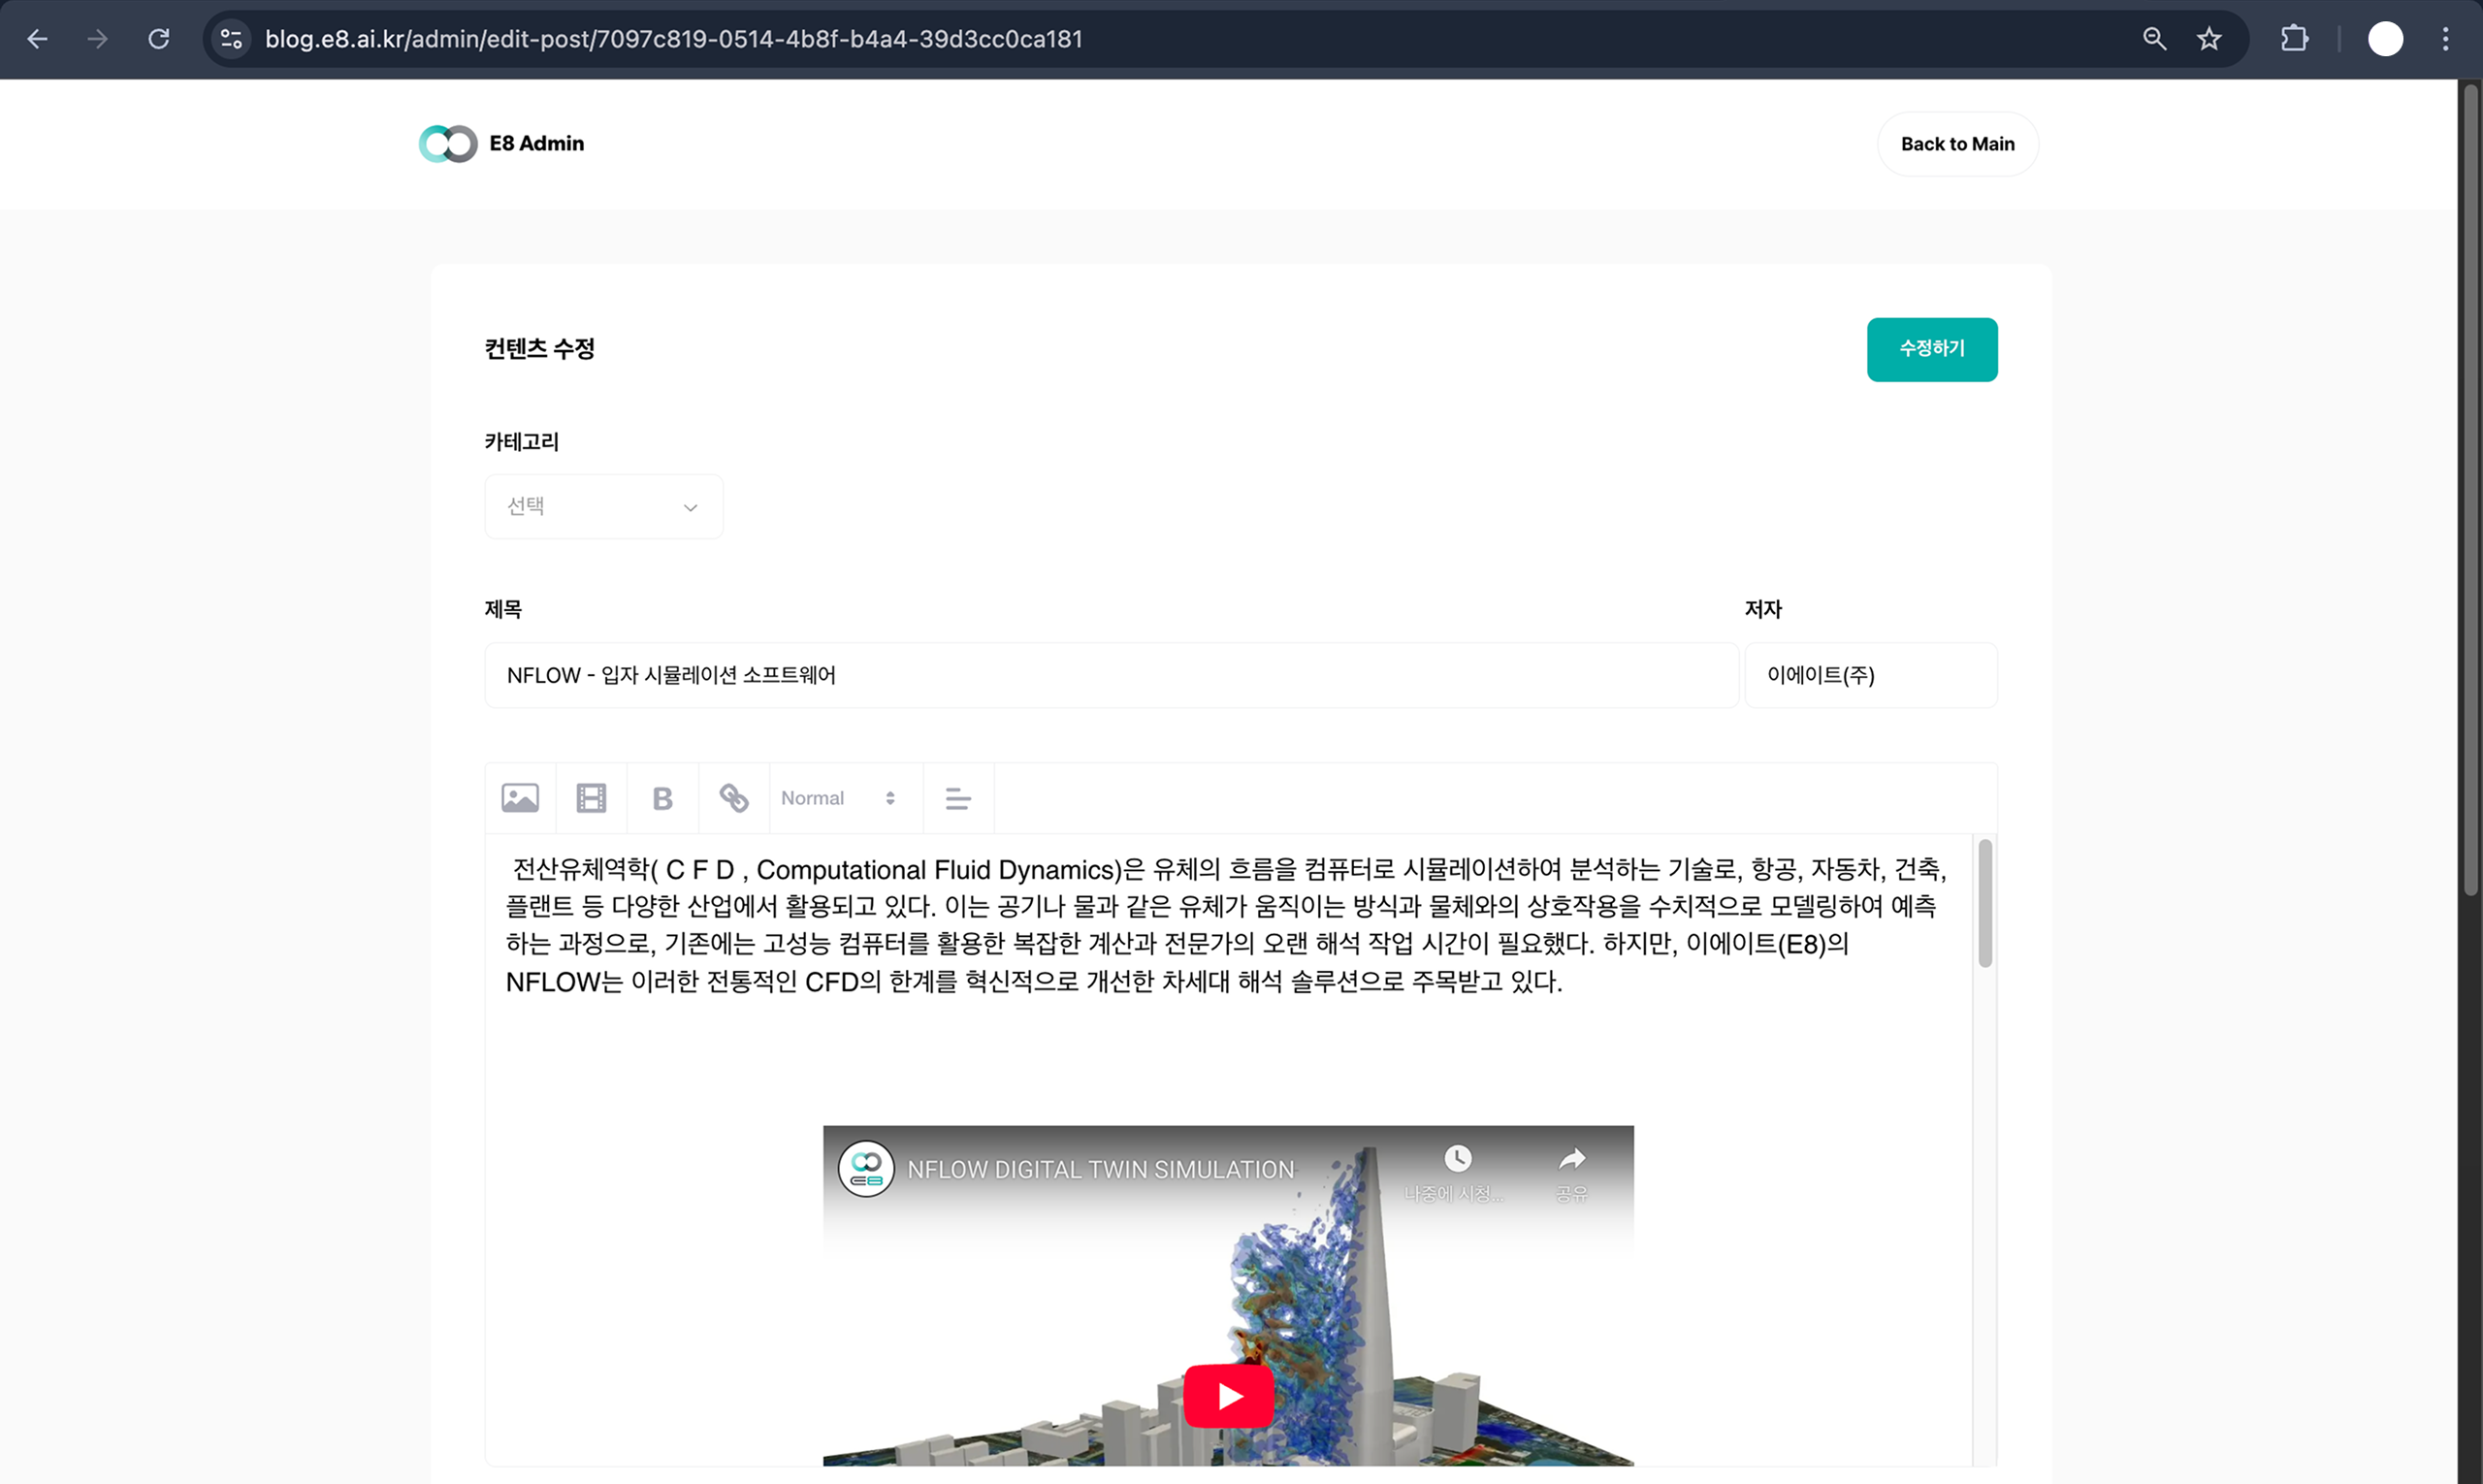 blog.e8.ai.kr/admin/edit-post/7097c819-0514-4b8f-b4a4-39d3cc0ca181
E8 Admin
Back to Main
컨텐츠 수정
수정하기
카테고리
선택
제목
저자
NFLOW - 입자 시뮬레이션 소프트웨어
이에이트(주)
B
Normal
전산유체역학( C F D , Computational Fluid Dynamics)은 유체의 흐름을 컴퓨터로 시뮬레이션하여 분석하는 기술로, 항공, 자동차, 건축,
플랜트 등 다양한 산업에서 활용되고 있다. 이는 공기나 물과 같은 유체가 움직이는 방식과 물체와의 상호작용을 수치적으로 모델링하여 예측
하는 과정으로, 기존에는 고성능 컴퓨터를 활용한 복잡한 계산과 전문가의 오랜 해석 작업 시간이 필요했다. 하지만, 이에이트(E8)의
NFLOW는 이러한 전통적인 CFD의 한계를 혁신적으로 개선한 차세대 해석 솔루션으로 주목받고 있다.
E8
NFLOW DIGITAL TWIN SIMULATION
나중에 시청...
공유